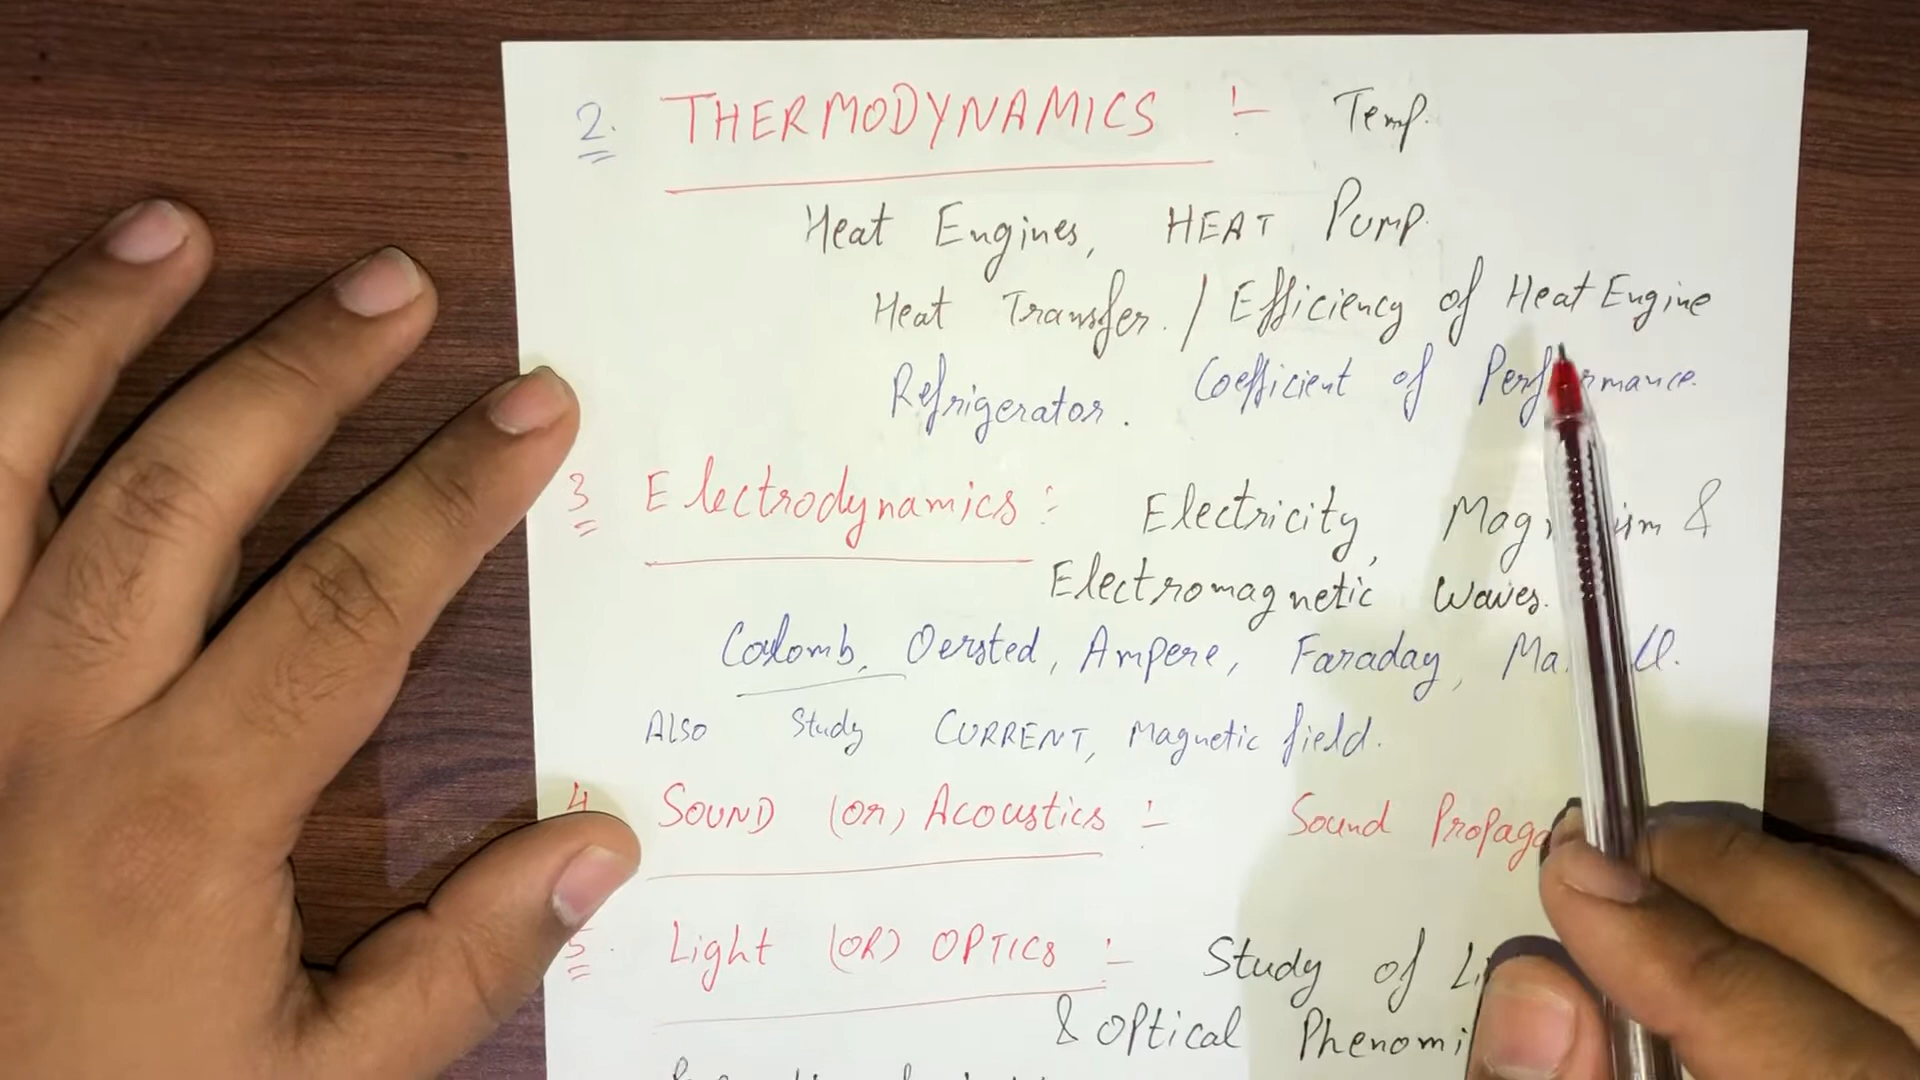 2. THERMODYNAMICS :- Temp.
Heat Engines, HEAT Pump.
Heat Transfer. / Efficiency of Heat Engine
Refrigerator. Coefficient of
3 Electrodynamics :- Electricity, &
Electromagnetic Waves.
Coulomb, Oersted, Ampere, Faraday,
ALSO Study CURRENT, Magnetic field.
4 SOUND (or) Acoustics :- Sound
5. Light (OR) OPTICS :- Study of
& Optical